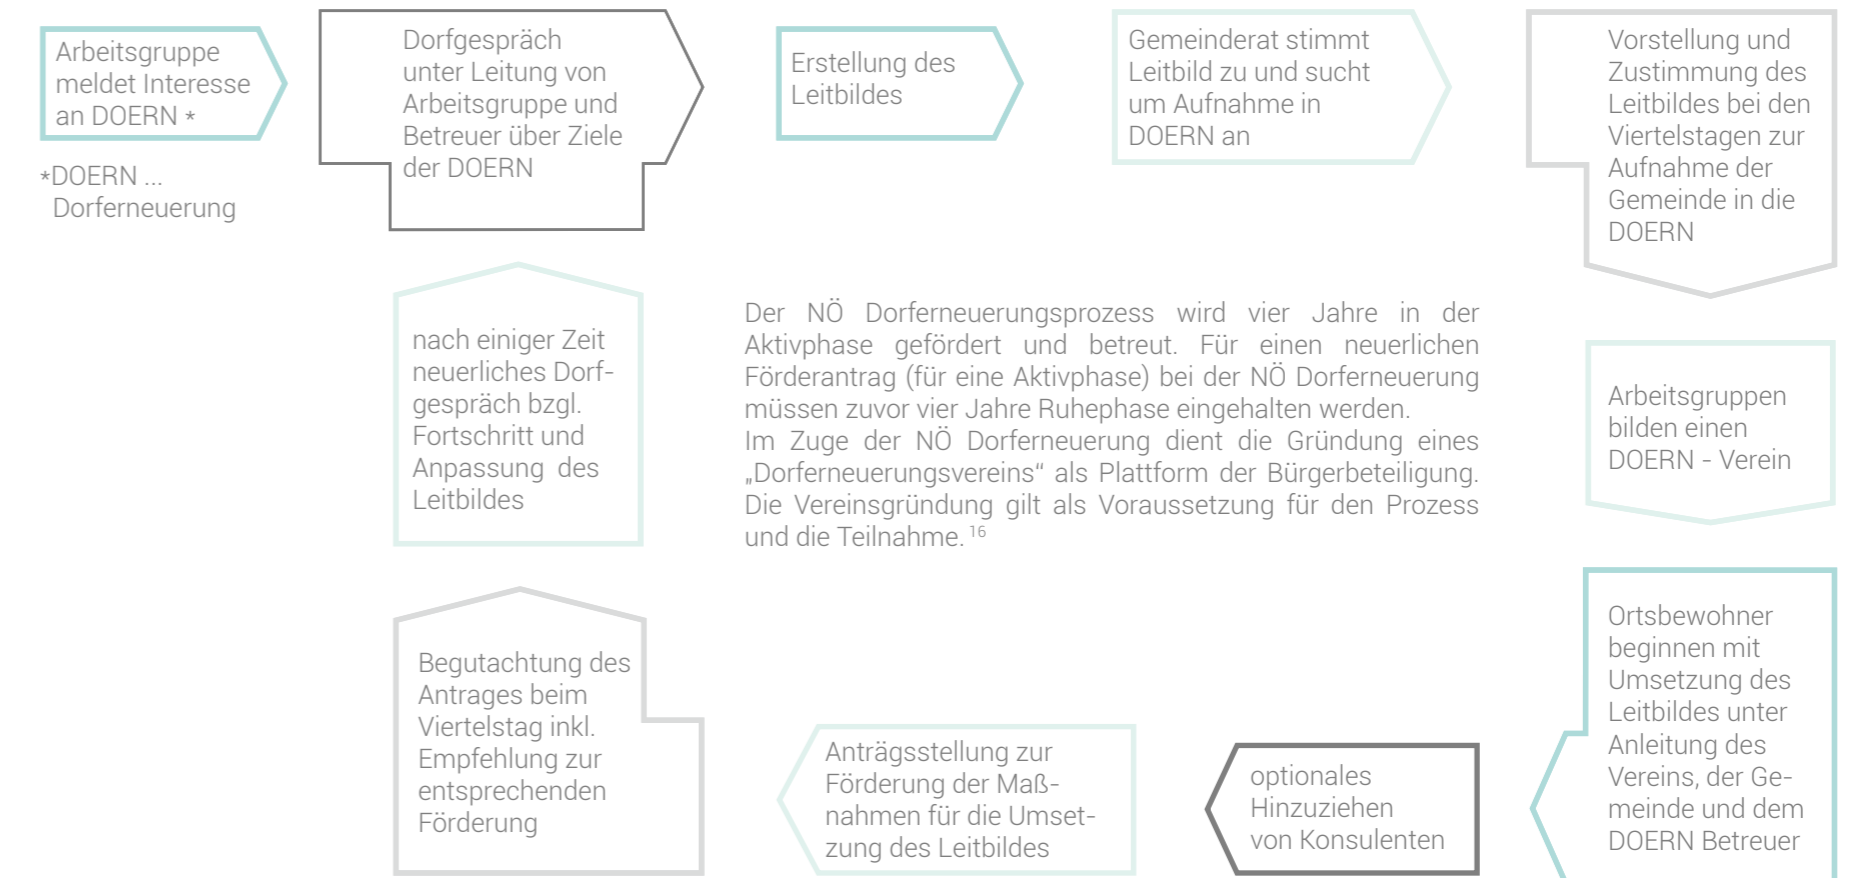 Arbeitsgruppe
meldet Interesse
an DOERN *
*DOERN ...
Dorferneuerung
Dorfgespräch
unter Leitung von
Arbeitsgruppe und
Betreuer über Ziele
der DOERN
Erstellung des
Leitbildes
Gemeinderat stimmt
Leitbild zu und sucht
um Aufnahme in
DOERN an
Vorstellung und
Zustimmung des
Leitbildes bei den
Viertelstagen zur
Aufnahme der
Gemeinde in die
DOERN
Arbeitsgruppen
bilden einen
DOERN - Verein
Ortsbewohner
beginnen mit
Umsetzung des
Leitbildes unter
Anleitung des
Vereins, der Ge-
meinde und dem
DOERN Betreuer
optionales
Hinzuziehen
von Konsulenten
Anträgsstellung zur
Förderung der Maß-
nahmen für die Umset-
zung des Leitbildes
Begutachtung des
Antrages beim
Viertelstag inkl.
Empfehlung zur
entsprechenden
Förderung
nach einiger Zeit
neuerliches Dorf-
gespräch bzgl.
Fortschritt und
Anpassung des
Leitbildes
Der NÖ Dorferneuerungsprozess wird vier Jahre in der
Aktivphase gefördert und betreut. Für einen neuerlichen
Förderantrag (für eine Aktivphase) bei der NÖ Dorferneuerung
müssen zuvor vier Jahre Ruhephase eingehalten werden.
Im Zuge der NÖ Dorferneuerung dient die Gründung eines
„Dorferneuerungsvereins“ als Plattform der Bürgerbeteiligung.
Die Vereinsgründung gilt als Voraussetzung für den Prozess
und die Teilnahme. 16